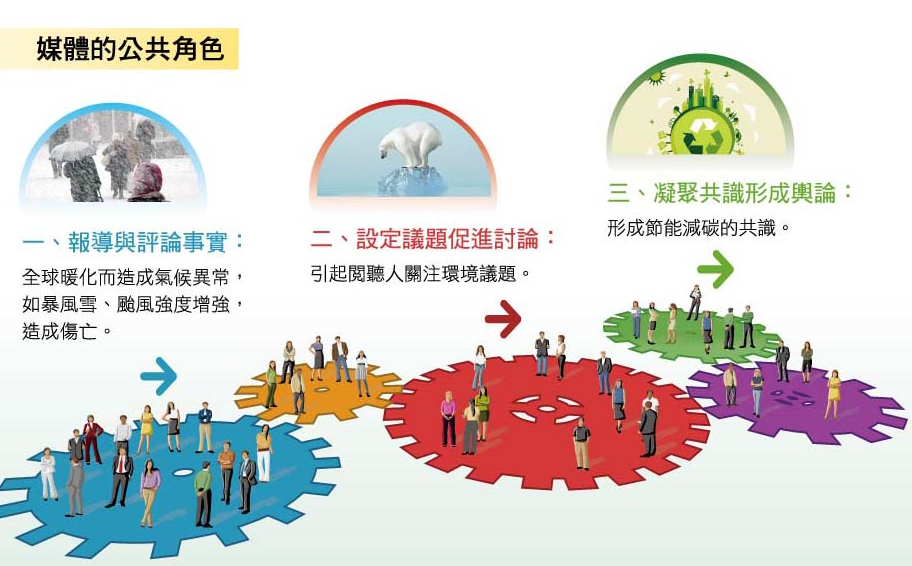 媒體的公共角色
一、報導與評論事實：
全球暖化而造成氣候異常，
如暴風雪、颱風強度增強，
造成傷亡。
二、設定議題促進討論：
引起閱聽人關注環境議題。
三、凝聚共識形成輿論：
形成節能減碳的共識。